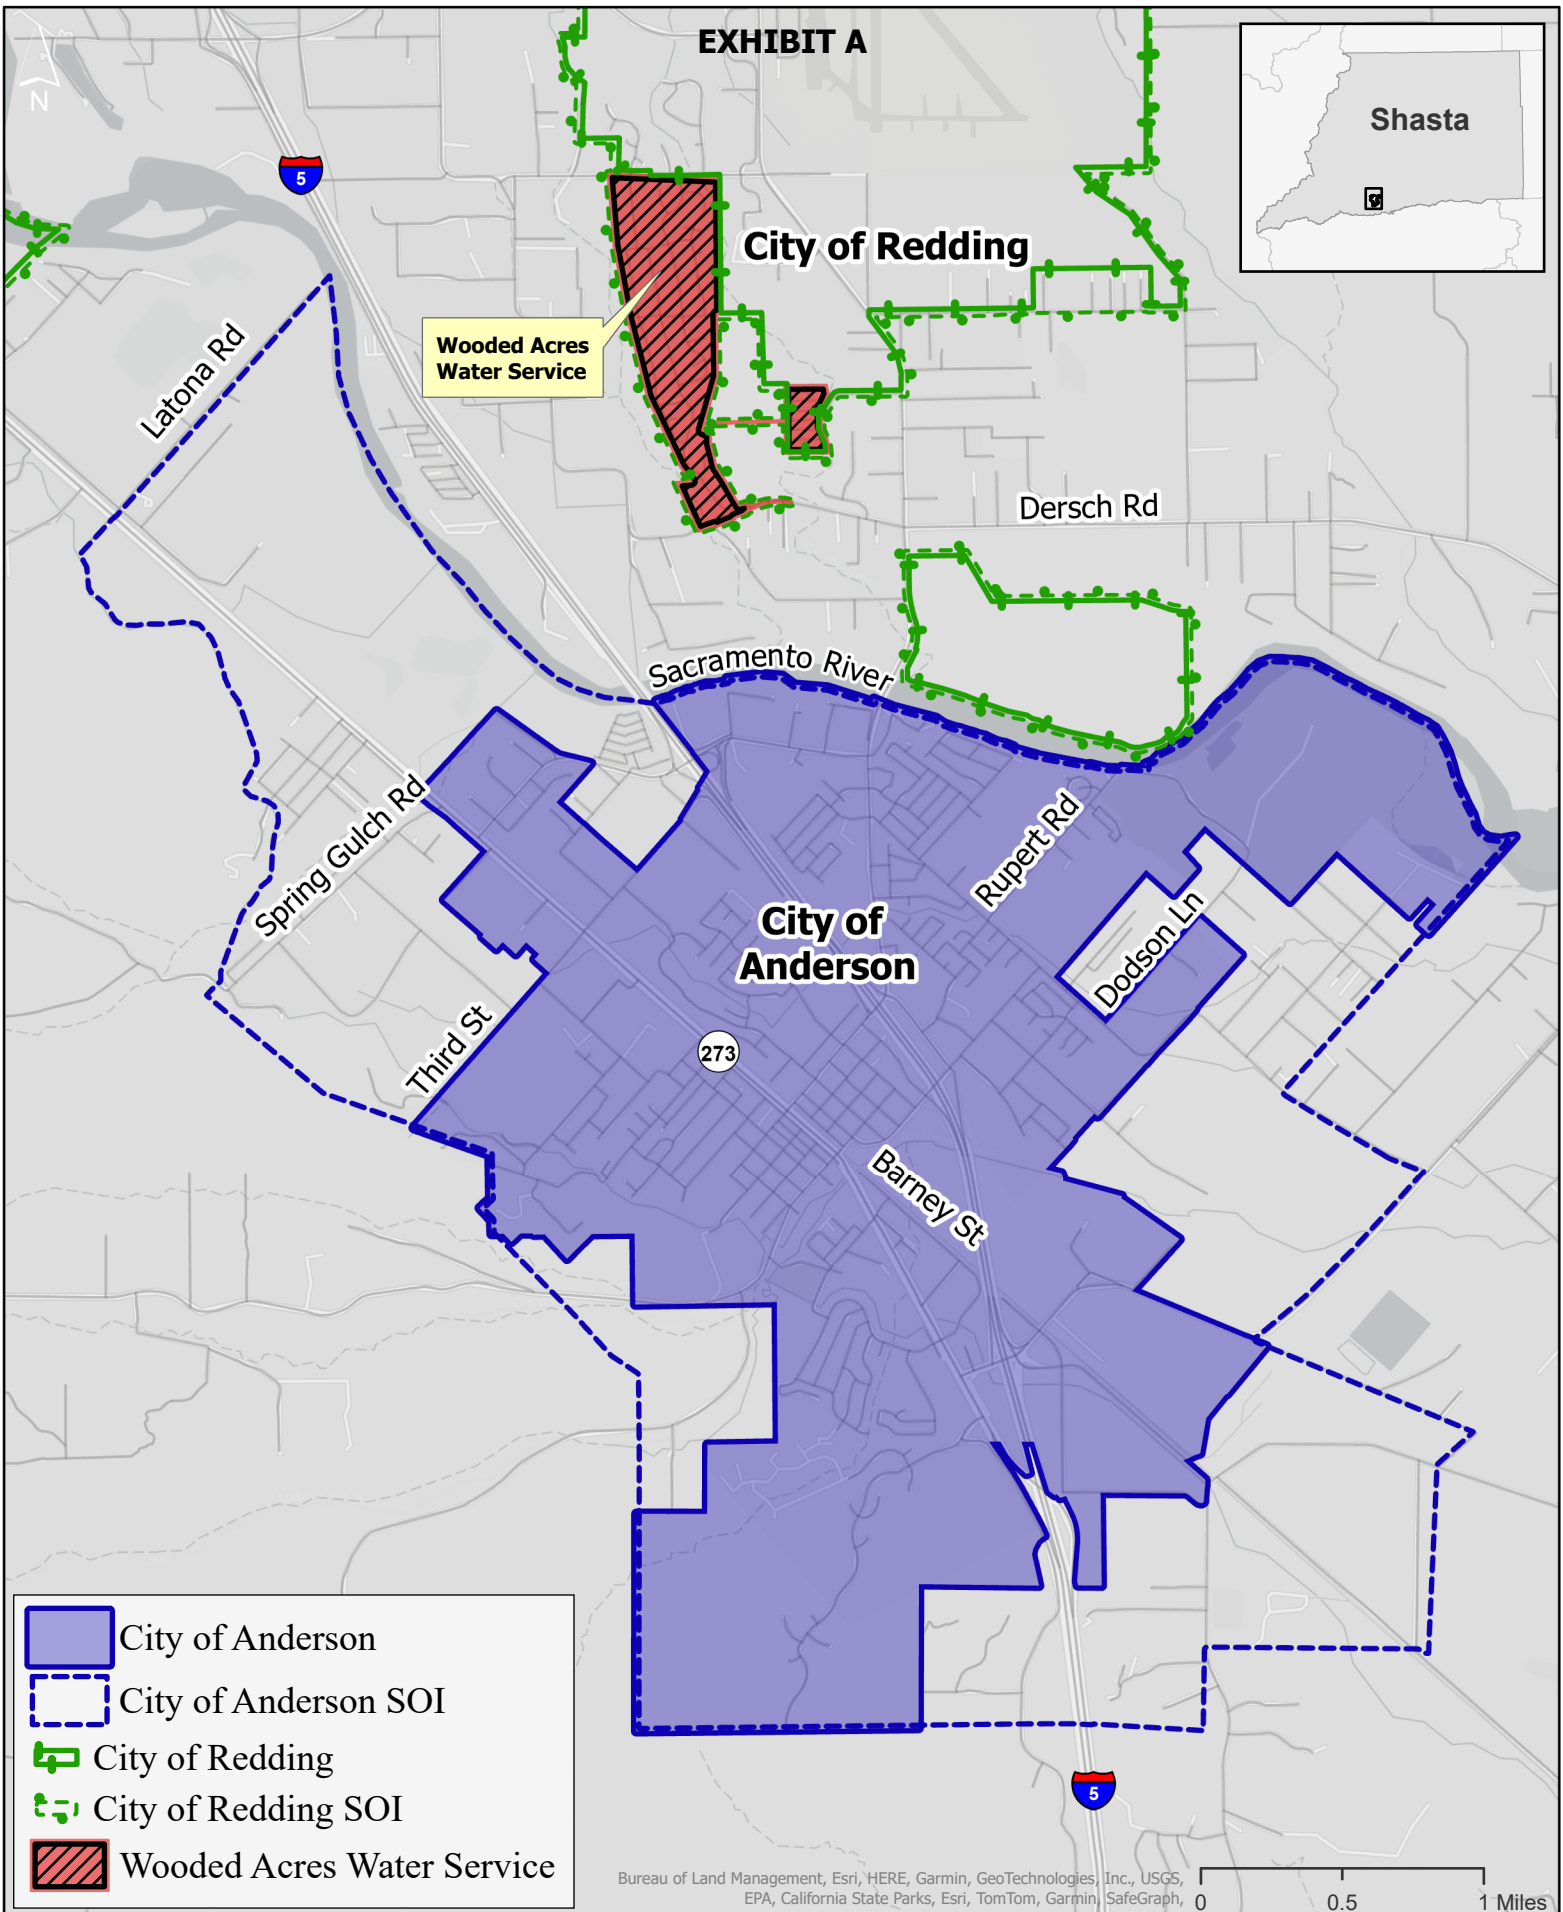 EXHIBIT A
N
5
Shasta
City of Redding
Wooded Acres
Water Service
Latona Rd
Dersch Rd
Sacramento River
Spring Gulch Rd
Rupert Rd
City of
Anderson
Dodson Ln
Third St
273
Barney St
City of Anderson
City of Anderson SOI
City of Redding
City of Redding SOI
Wooded Acres Water Service
5
Bureau of Land Management, Esri, HERE, Garmin, GeoTechnologies, Inc., USGS,
EPA, California State Parks, Esri, TomTom, Garmin, SafeGraph,
0 0.5 1 Miles